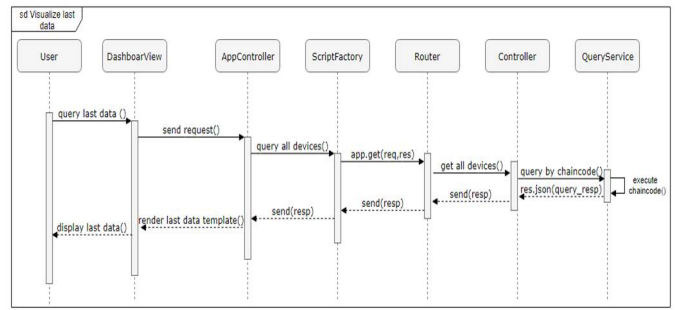 sd Visualize last
data
User
DashboarView
AppController
ScriptFactory
Router
Controller
QueryService
query last data ()
send request()
query all devices()
app.get(req,res)
get all devices()
query by chaincode()
execute
chaincode()
res.json(query_resp)
send(resp)
send(resp)
send(resp)
render last data template()
display last data()